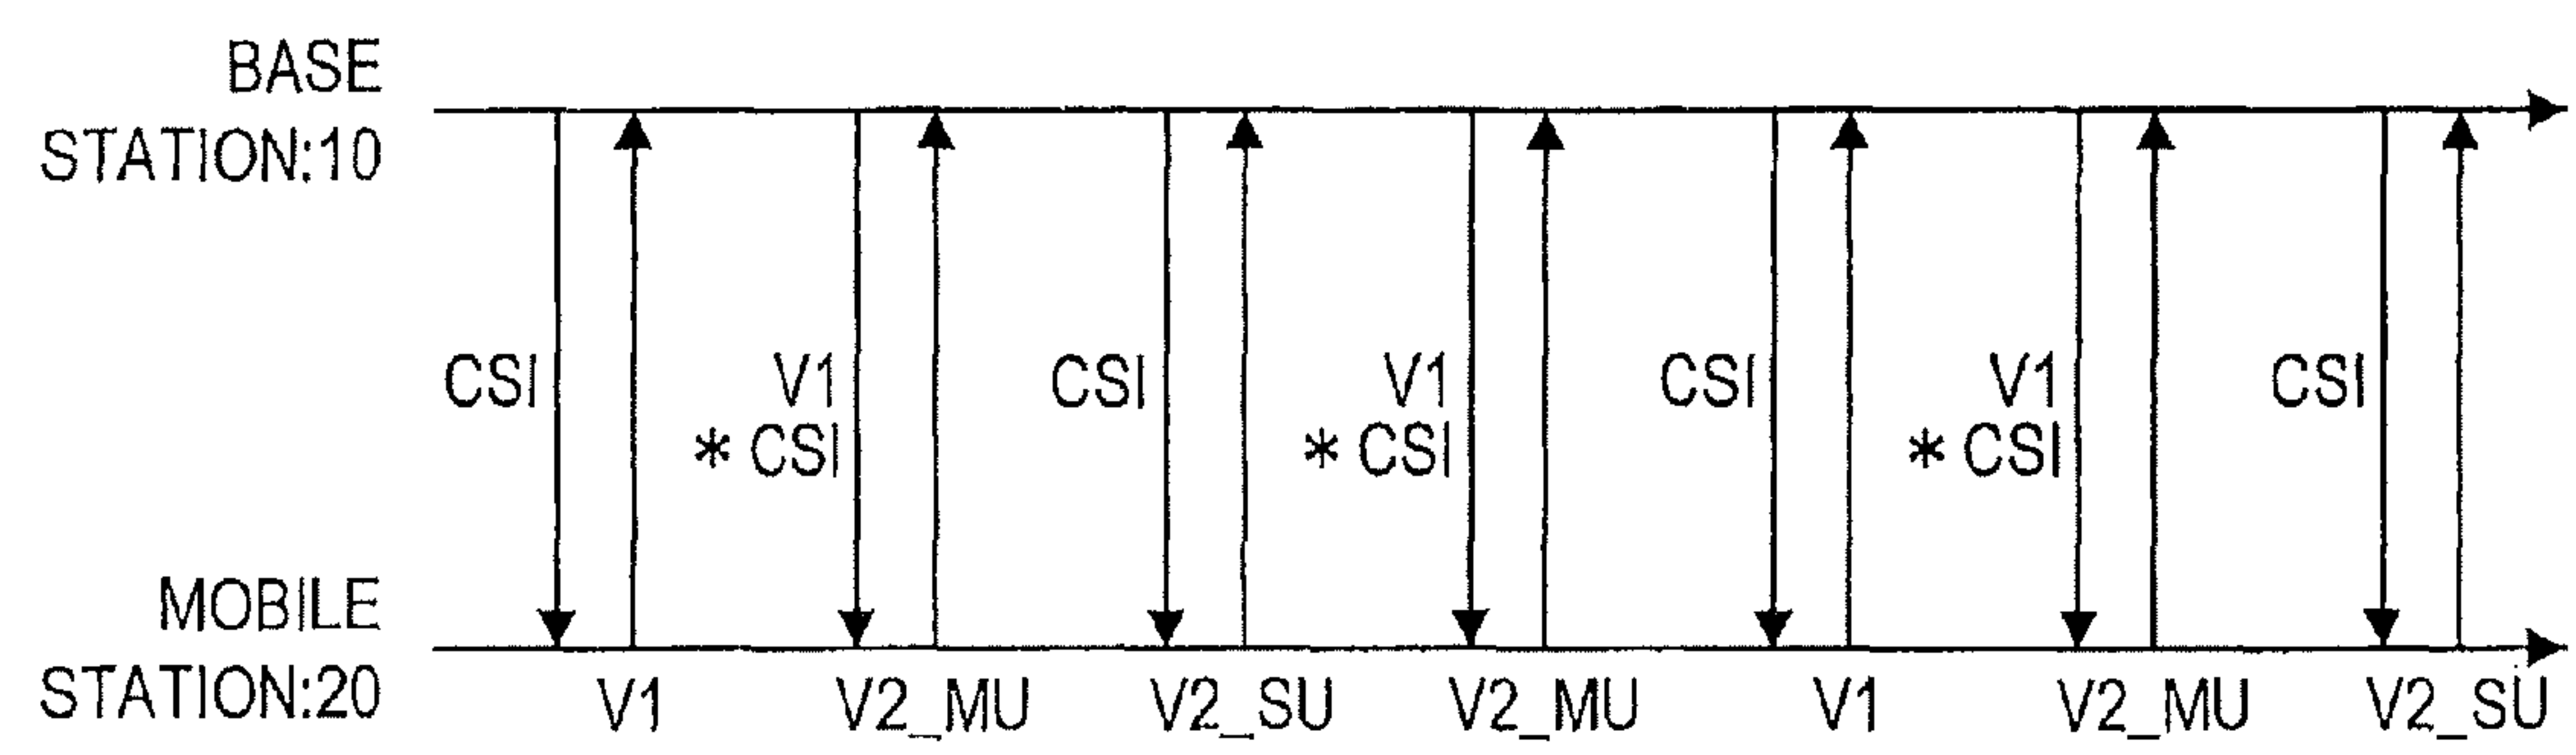 BASE
STATION:10
CSI
V1
* CSI
CSI
V1
* CSI
CSI
V1
* CSI
CSI
MOBILE
STATION:20
V1
V2_MU
V2_SU
V2_MU
V1
V2_MU
V2_SU